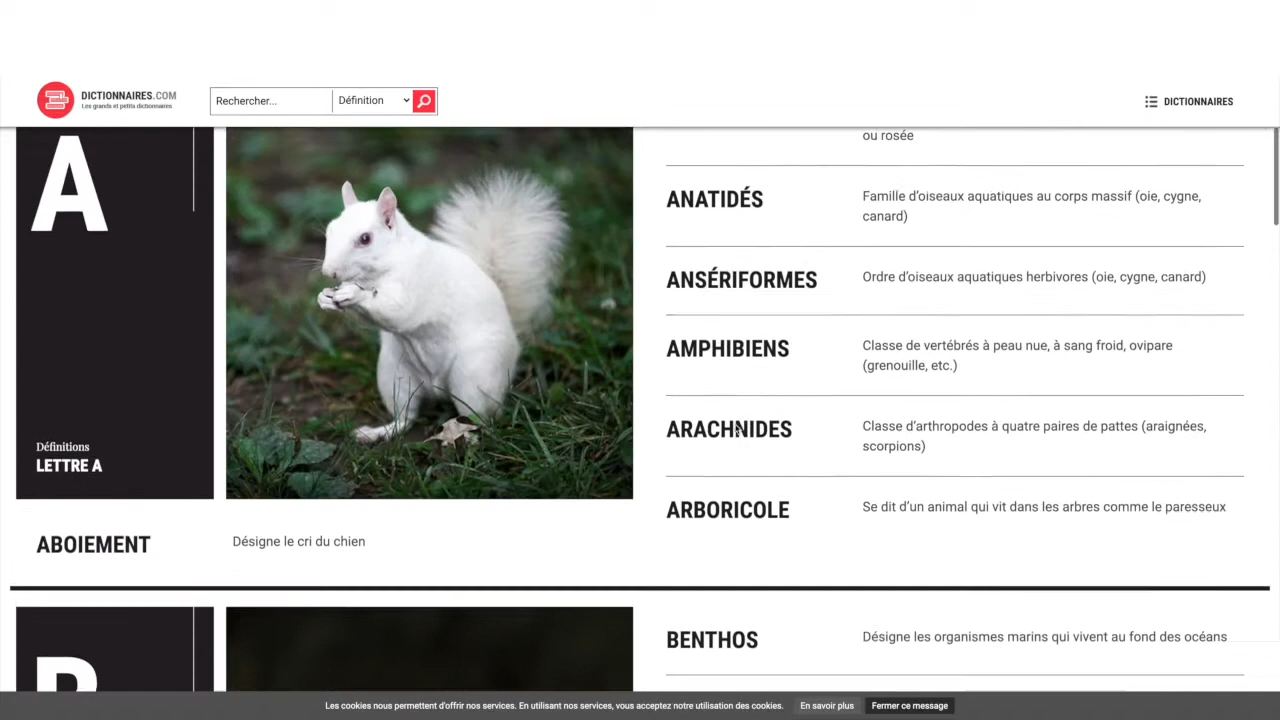 DICTIONNAIRES.COM
Les grands et petits dictionnaires
Rechercher...
Définition
DICTIONNAIRES
A
Définitions
LETTRE A
ABOIEMENT
Désigne le cri du chien
ou rosée
ANATIDÉS
Famille d'oiseaux aquatiques au corps massif (oie, cygne,
canard)
ANSÉRIFORMES
Ordre d'oiseaux aquatiques herbivores (oie, cygne, canard)
AMPHIBIENS
Classe de vertébrés à peau nue, à sang froid, ovipare
(grenouille, etc.)
ARACHNIDES
Classe d'arthropodes à quatre paires de pattes (araignées,
scorpions)
ARBORICOLE
Se dit d'un animal qui vit dans les arbres comme le paresseux
B
BENTHOS
Désigne les organismes marins qui vivent au fond des océans
Les cookies nous permettent d'offrir nos services. En utilisant nos services, vous acceptez notre utilisation des cookies.
En savoir plus
Fermer ce message